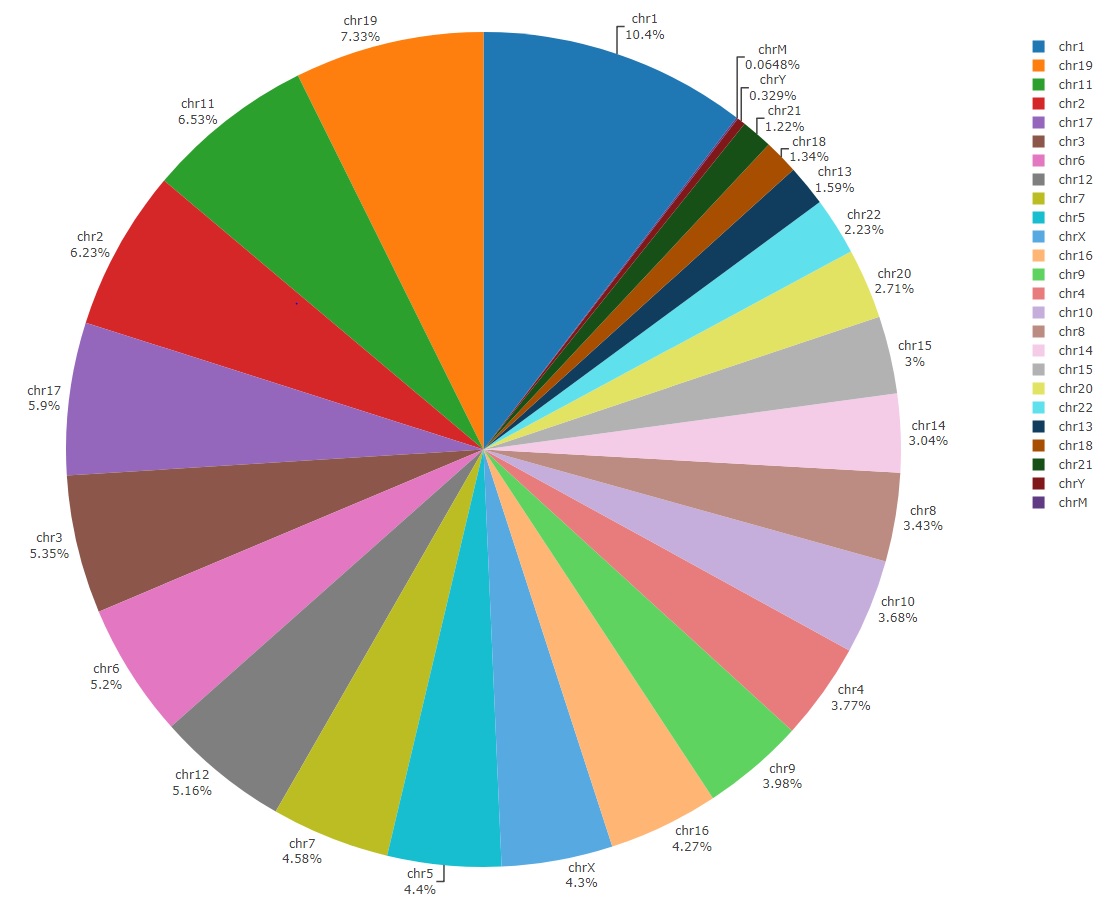 chr1
10.4%
chrM
0.0648%
chrY
0.329%
chr21
1.22%
chr18
1.34%
chr13
1.59%
chr22
2.23%
chr20
2.71%
chr15
3%
chr14
3.04%
chr8
3.43%
chr10
3.68%
chr4
3.77%
chr9
3.98%
chr16
4.27%
chrX
4.3%
chr5
4.4%
chr7
4.58%
chr12
5.16%
chr6
5.2%
chr3
5.35%
chr17
5.9%
chr2
6.23%
chr11
6.53%
chr19
7.33%
chr1
chr19
chr11
chr2
chr17
chr3
chr6
chr12
chr7
chr5
chrX
chr16
chr9
chr4
chr10
chr8
chr14
chr15
chr20
chr22
chr13
chr18
chr21
chrY
chrM